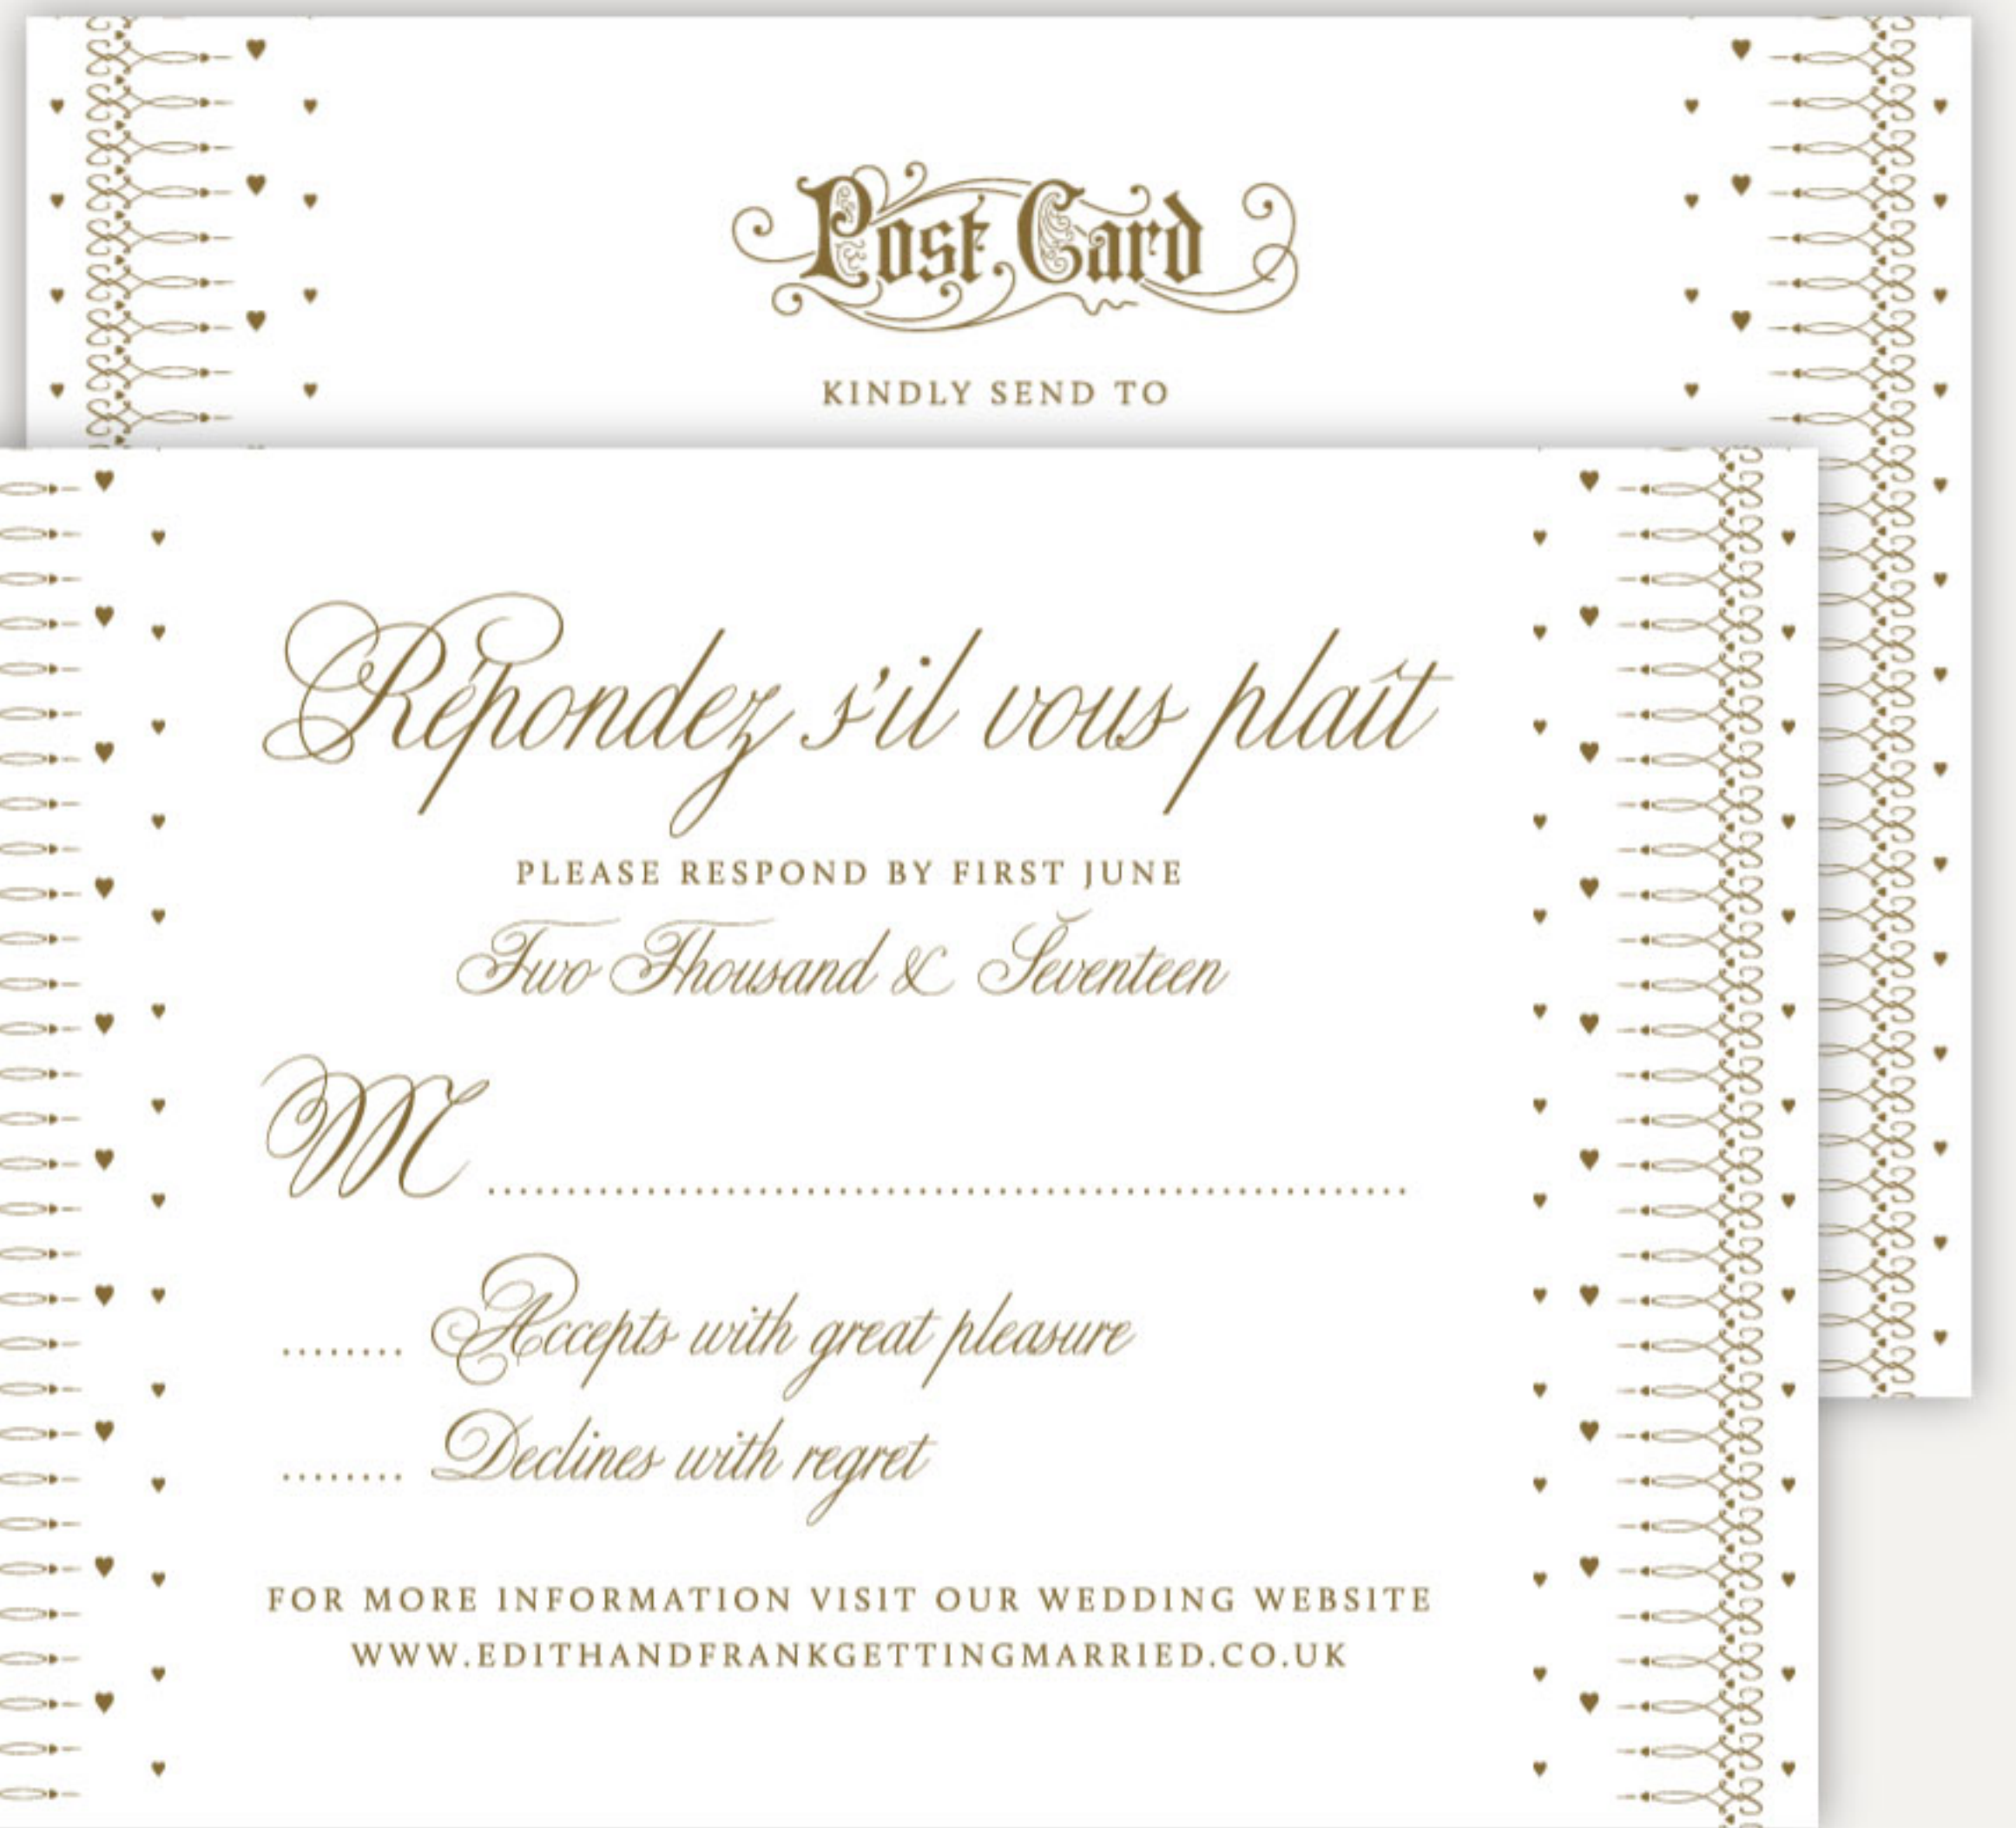 Post Card
KINDLY SEND TO
Répondez s'il vous plaît
PLEASE RESPOND BY FIRST JUNE
Two Thousand & Seventeen
M ....................
........ Accepts with great pleasure
........ Declines with regret
FOR MORE INFORMATION VISIT OUR WEDDING WEBSITE
WWW.EDITHANDFRANKGETTINGMARRIED.CO.UK